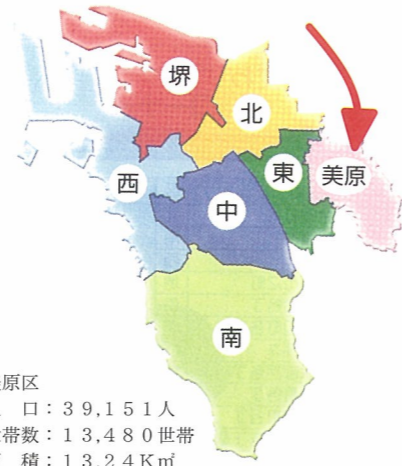 堺
北
西
中
東
美原
南
原区
口：３９,１５１人
帯数：１３,４８０世帯
積：１３.２４K㎡